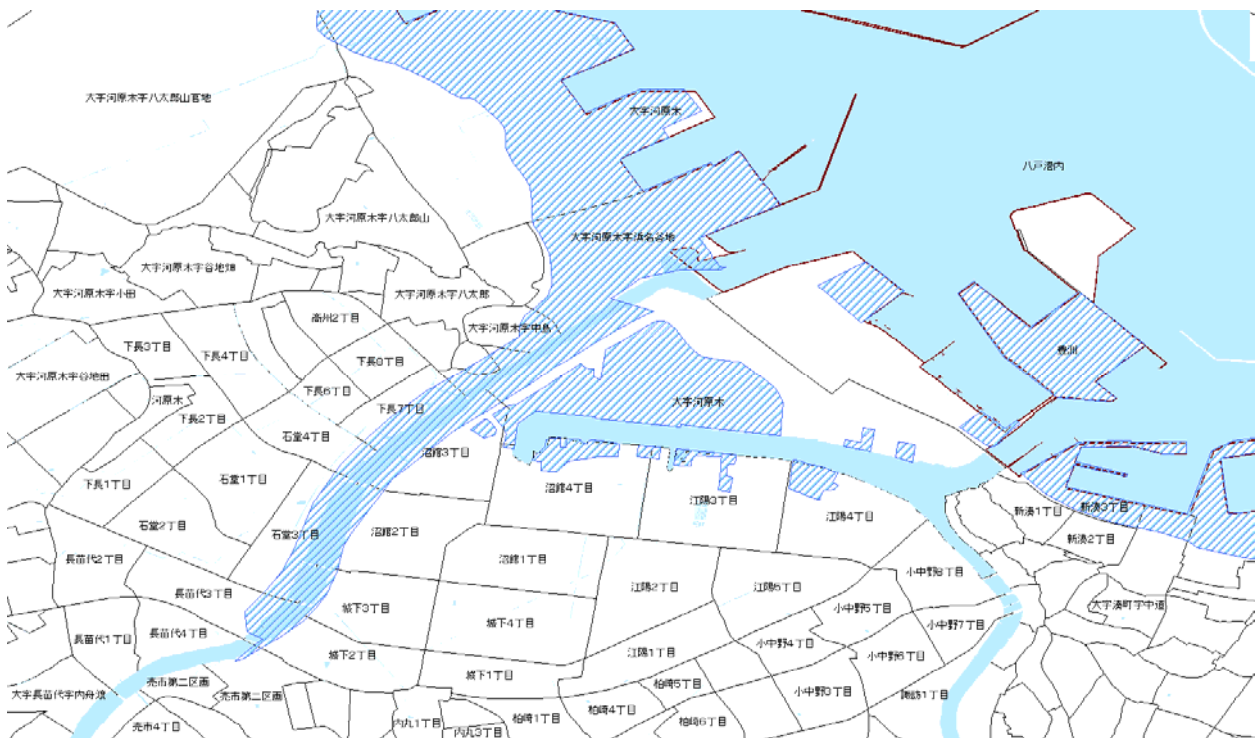 大字河原木字八太郎山官地
大字河原木
八戸港内
大字河原木字八太郎山
大字河原木字浜名谷地
大字河原木字谷地畑
大字河原木字小田
大字河原木字八太郎
高州2丁目
大字河原木字中島
下長3丁目
下長4丁目
下長8丁目
豊洲
大字河原木字谷地田
河原木
下長6丁目
下長7丁目
大字河原木
下長2丁目
石堂4丁目
沼館3丁目
下長1丁目
石堂1丁目
沼館4丁目
江陽3丁目
江陽4丁目
新湊1丁目
新湊3丁目
石堂2丁目
石堂3丁目
沼館2丁目
新湊2丁目
長苗代2丁目
沼館1丁目
江陽2丁目
江陽5丁目
小中野8丁目
長苗代3丁目
城下3丁目
小中野5丁目
大字湊町字中道
長苗代1丁目
長苗代4丁目
城下4丁目
小中野4丁目
小中野7丁目
城下2丁目
江陽1丁目
小中野6丁目
大字長苗代字内舟渡
売市第二区画
売市第二区画
城下1丁目
柏崎5丁目
小中野3丁目
諏訪1丁目
売市4丁目
内丸1丁目
内丸3丁目
柏崎1丁目
柏崎4丁目
柏崎6丁目